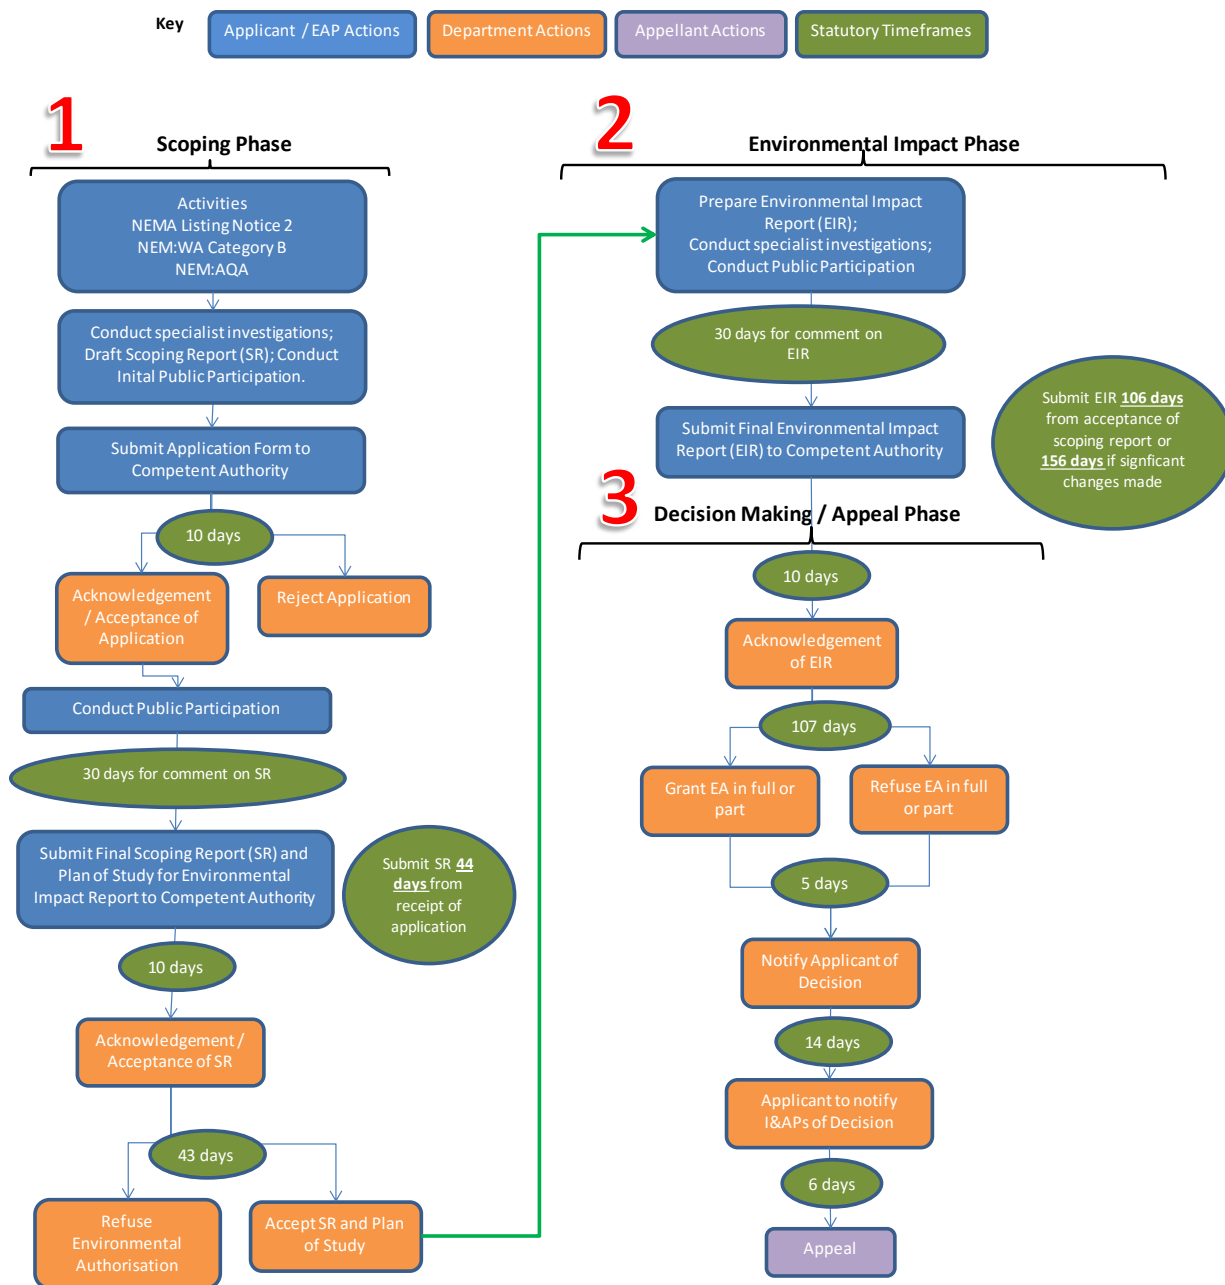 Key
Applicant / EAP Actions
Department Actions
Appellant Actions
Statutory Timeframes
1
Scoping Phase
Activities
NEMA Listing Notice 2
NEM:WA Category B
NEM:AQA
Conduct specialist investigations;
Draft Scoping Report (SR); Conduct
Inital Public Participation.
Submit Application Form to
Competent Authority
10 days
Acknowledgement
/ Acceptance of
Application
Reject Application
Conduct Public Participation
30 days for comment on SR
Submit Final Scoping Report (SR) and
Plan of Study for Environmental
Impact Report to Competent Authority
Submit SR 44
days from
receipt of
application
10 days
Acknowledgement /
Acceptance of SR
43 days
Refuse
Environmental
Authorisation
Accept SR and Plan
of Study
2
Environmental Impact Phase
Prepare Environmental Impact
Report (EIR);
Conduct specialist investigations;
Conduct Public Participation
30 days for comment on
EIR
Submit EIR 106 days
from acceptance of
scoping report or
156 days if signficant
changes made
Submit Final Environmental Impact
Report (EIR) to Competent Authority
3
Decision Making / Appeal Phase
10 days
Acknowledgement
of EIR
107 days
Grant EA in full or
part
Refuse EA in full
or part
5 days
Notify Applicant of
Decision
14 days
Applicant to notify
I&APs of Decision
6 days
Appeal